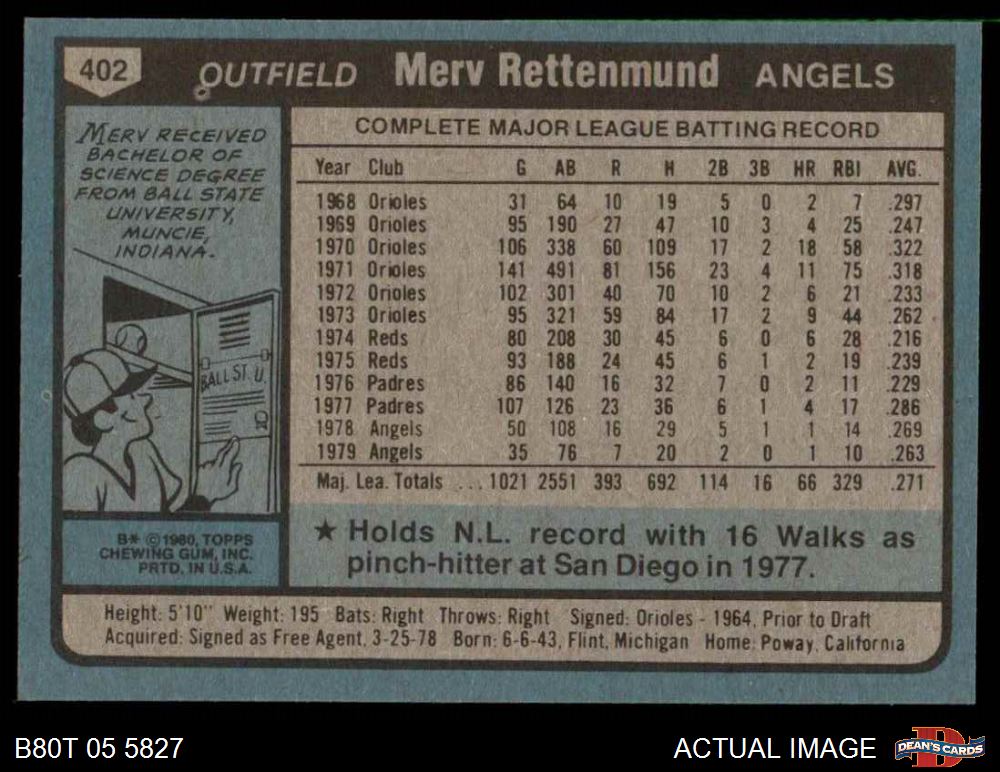 402 OUTFIELD Merv Rettenmund ANGELS
MERV RECEIVED
BACHELOR OF
SCIENCE DEGREE
FROM BALL STATE
UNIVERSITY,
MUNCIE,
INDIANA.
BALL ST. U.
B* ©1980, TOPPS
CHEWING GUM, INC.
PRTD. IN U.S.A.
COMPLETE MAJOR LEAGUE BATTING RECORD
Year Club G AB R H 2B 3B HR RBI AVG.
1968 Orioles 31 64 10 19 5 0 2 7 .297
1969 Orioles 95 190 27 47 10 3 4 25 .247
1970 Orioles 106 338 60 109 17 2 18 58 .322
1971 Orioles 141 491 81 156 23 4 11 75 .318
1972 Orioles 102 301 40 70 10 2 6 21 .233
1973 Orioles 95 321 59 84 17 2 9 44 .262
1974 Reds 80 208 30 45 6 0 6 28 .216
1975 Reds 93 188 24 45 6 1 2 19 .239
1976 Padres 86 140 16 32 7 0 2 11 .229
1977 Padres 107 126 23 36 6 1 4 17 .286
1978 Angels 50 108 16 29 5 1 1 14 .269
1979 Angels 35 76 7 20 2 0 1 10 .263
Maj. Lea. Totals ... 1021 2551 393 692 114 16 66 329 .271
★ Holds N.L. record with 16 Walks as
pinch-hitter at San Diego in 1977.
Height: 5'10" Weight: 195 Bats: Right Throws: Right Signed: Orioles - 1964, Prior to Draft
Acquired: Signed as Free Agent, 3-25-78 Born: 6-6-43, Flint, Michigan Home: Poway, California
B80T 05 5827 ACTUAL IMAGE DEAN'S CARDS